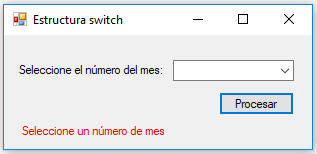 Estructura switch
Seleccione el número del mes:
Procesar
Seleccione un número de mes